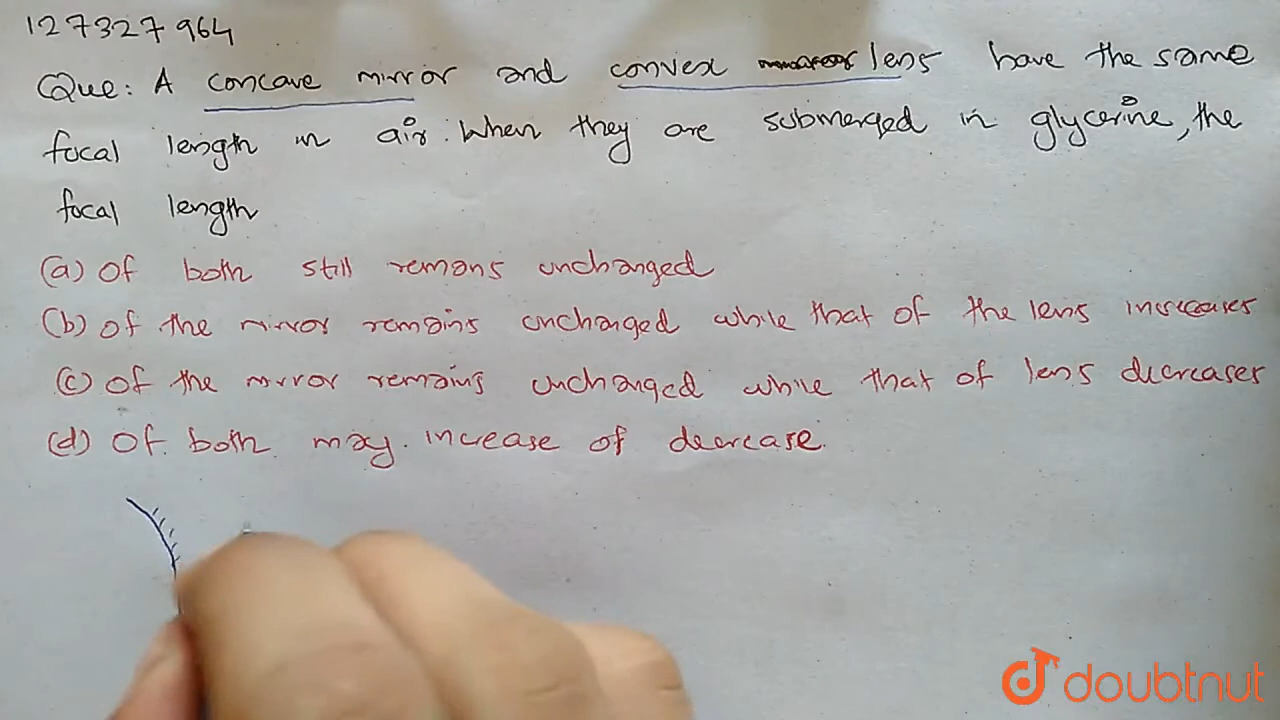 127327964
Que: A concave mirror and convex lens have the same
focal length in air. When they are submerged in glycerine, the
focal length
(a) Of both still remans unchanged
(b) Of the mirror remains unchanged while that of the lens increases
(c) Of the mirror remains unchanged while that of lens decreases
(d) Of both may increase of decrease.
doubtnut